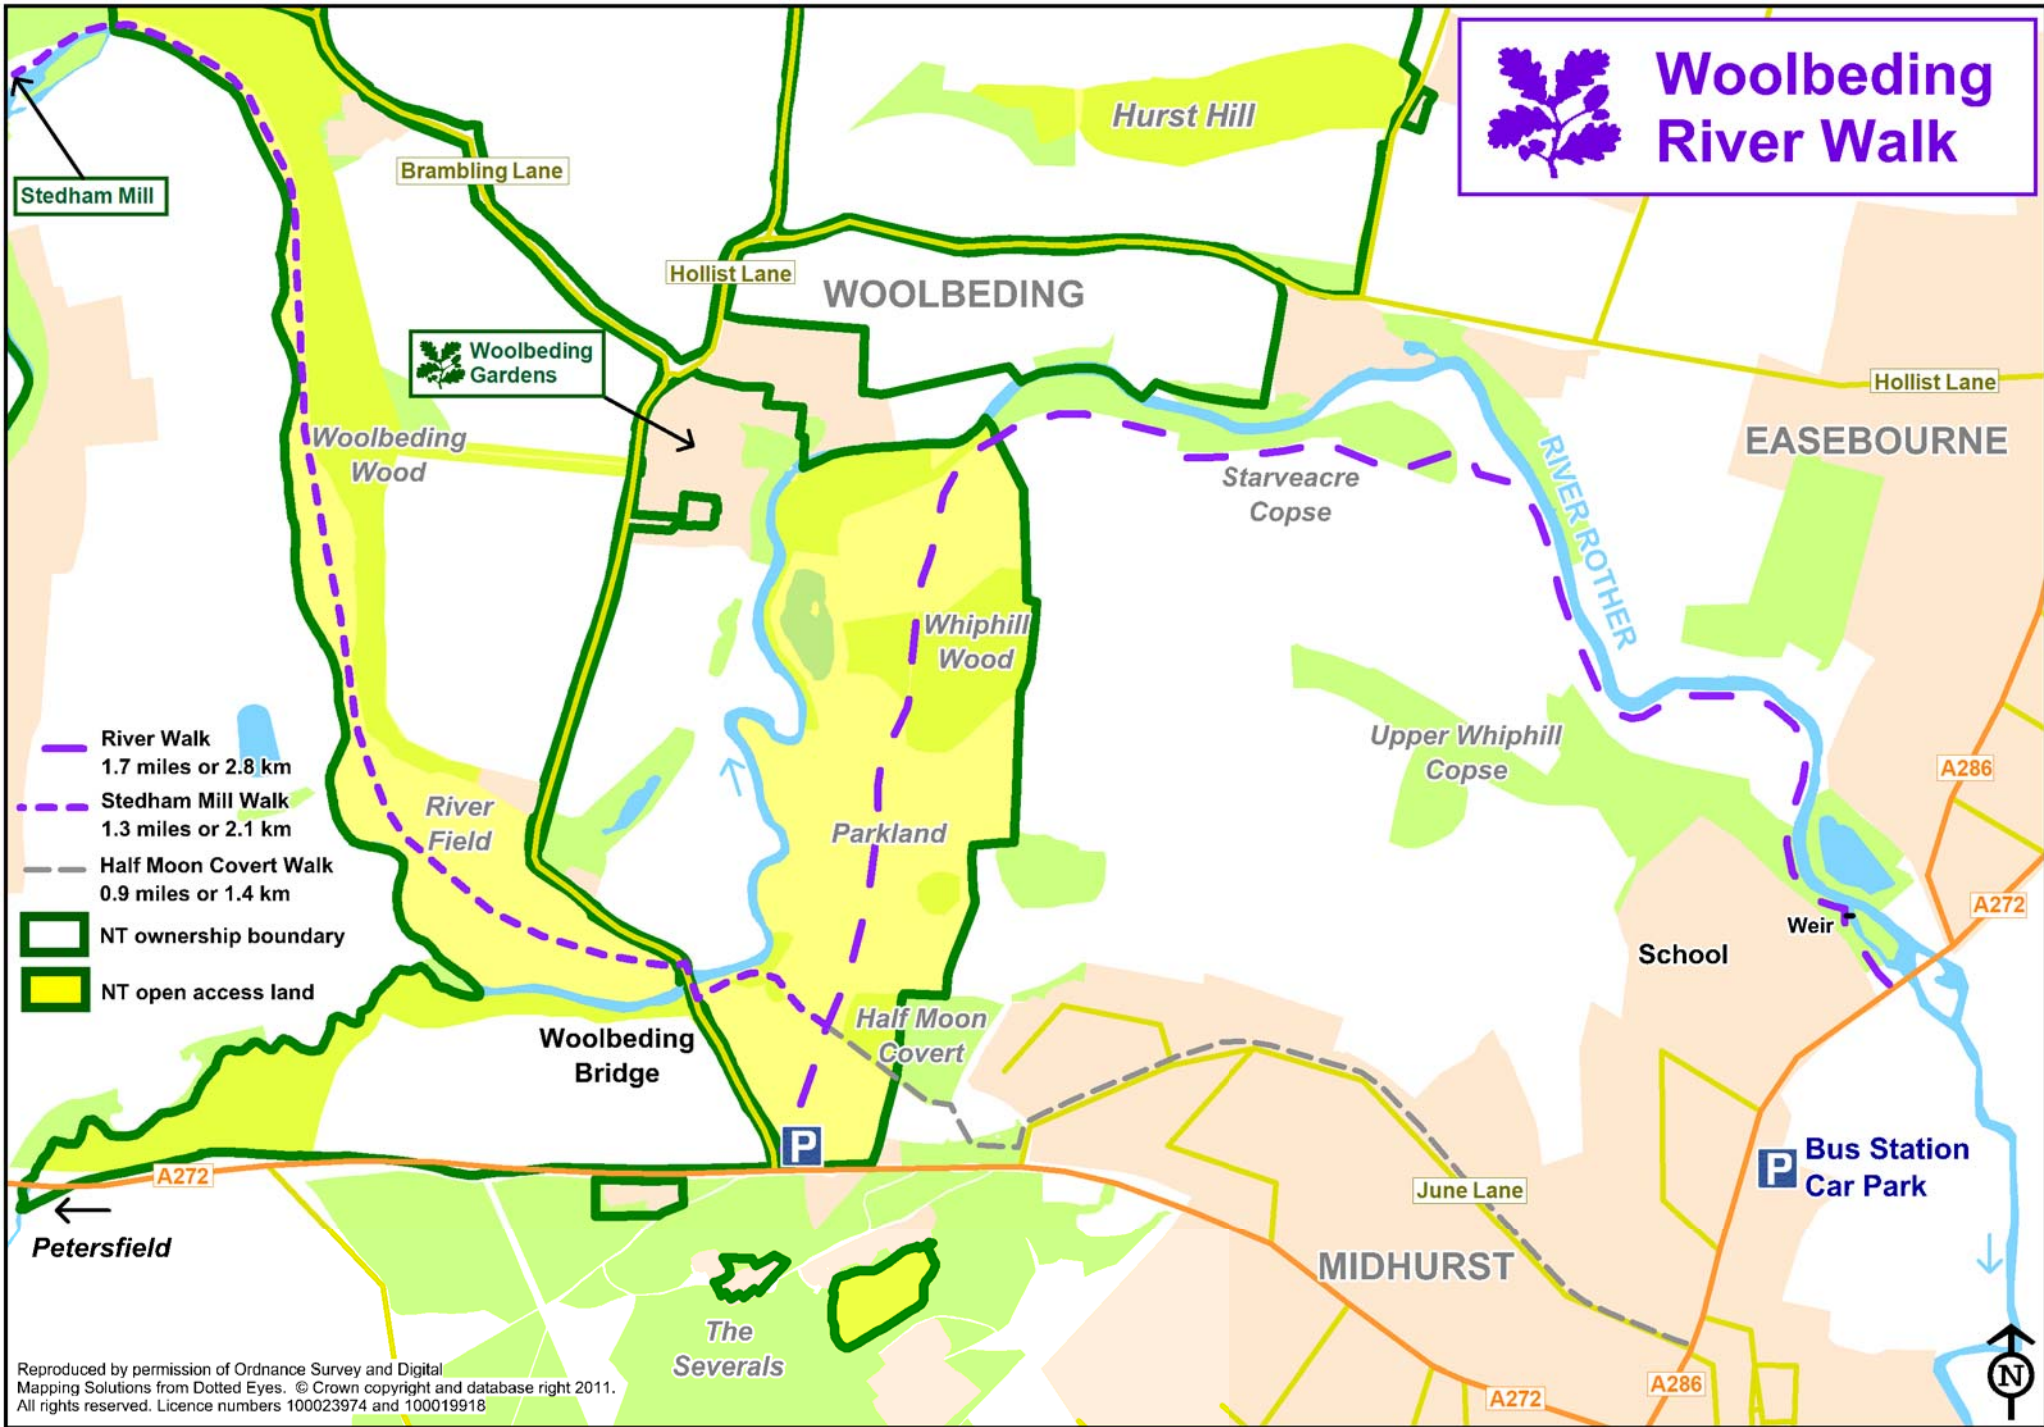 Woolbeding
River Walk
Hurst Hill
Brambling Lane
Stedham Mill
Hollist Lane
WOOLBEDING
Woolbeding
Gardens
Hollist Lane
EASEBOURNE
Woolbeding
Wood
Starveacre
Copse
RIVER ROTHER
Whiphill
Wood
Upper Whiphill
Copse
A286
River Walk
1.7 miles or 2.8 km
Stedham Mill Walk
1.3 miles or 2.1 km
Half Moon Covert Walk
0.9 miles or 1.4 km
NT ownership boundary
NT open access land
River
Field
Parkland
A272
Weir
School
Half Moon
Covert
Woolbeding
Bridge
P
P
Bus Station
Car Park
A272
June Lane
Petersfield
MIDHURST
The
Severals
A286
A272
N
Reproduced by permission of Ordnance Survey and Digital
Mapping Solutions from Dotted Eyes. © Crown copyright and database right 2011.
All rights reserved. Licence numbers 100023974 and 100019918